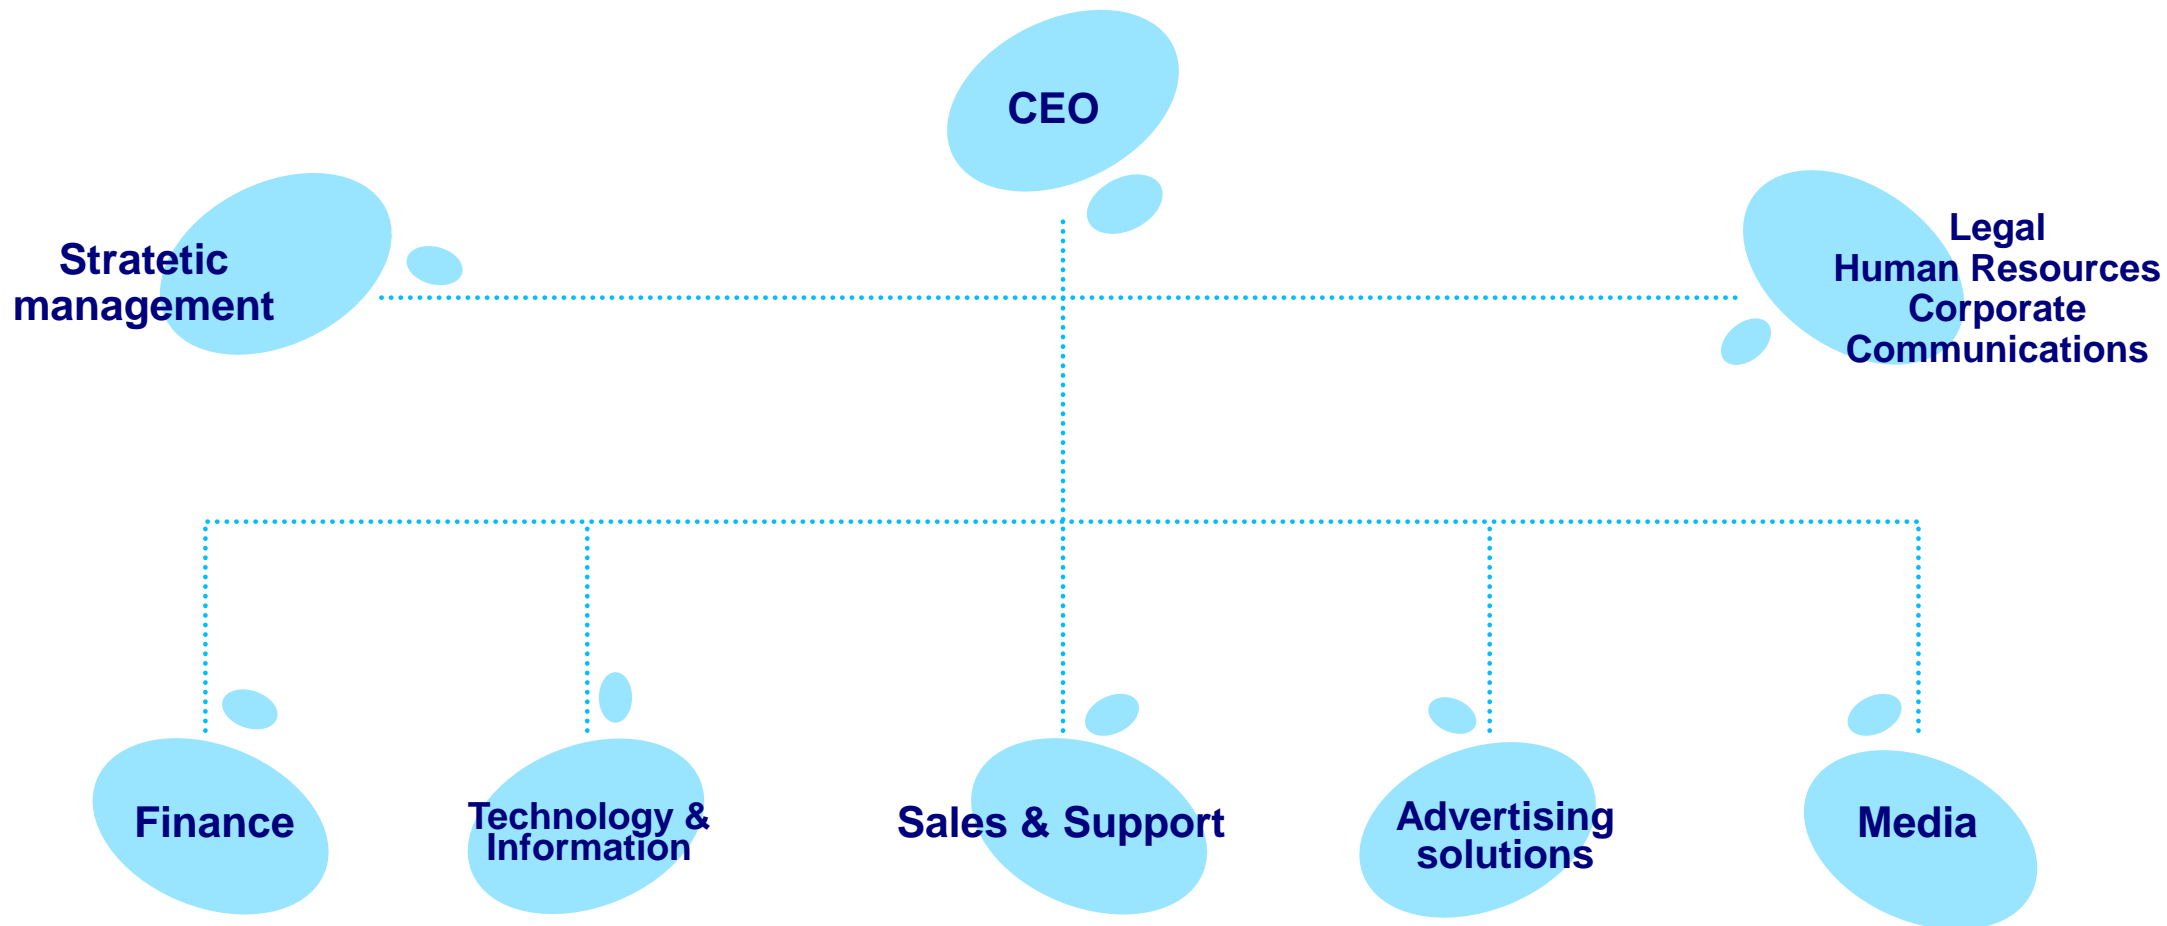 CEO
Stratetic
management
Legal
Human Resources
Corporate
Communications
Finance
Technology &
Information
Sales & Support
Advertising
solutions
Media